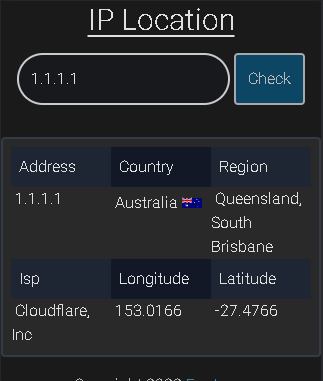 IP Location
1.1.1.1 Check
Address Country Region
1.1.1.1 Australia Queensland,
South
Brisbane
Isp Longitude Latitude
Cloudflare, 153.0166 -27.4766
Inc